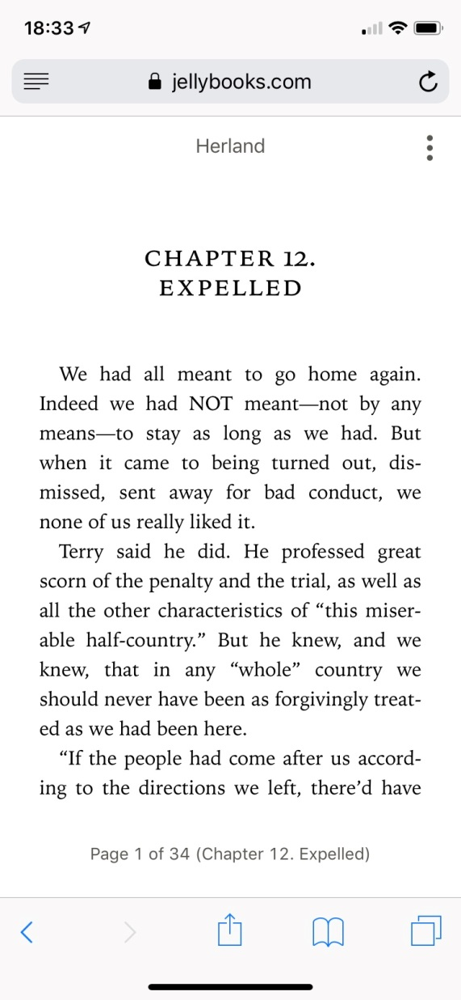 18:33
jellybooks.com
Herland
CHAPTER 12.
EXPELLED
We had all meant to go home again.
Indeed we had NOT meant—not by any
means—to stay as long as we had. But
when it came to being turned out, dis-
missed, sent away for bad conduct, we
none of us really liked it.
Terry said he did. He professed great
scorn of the penalty and the trial, as well as
all the other characteristics of “this miser-
able half-country.” But he knew, and we
knew, that in any “whole” country we
should never have been as forgivingly treat-
ed as we had been here.
“If the people had come after us accord-
ing to the directions we left, there’d have
Page 1 of 34 (Chapter 12. Expelled)